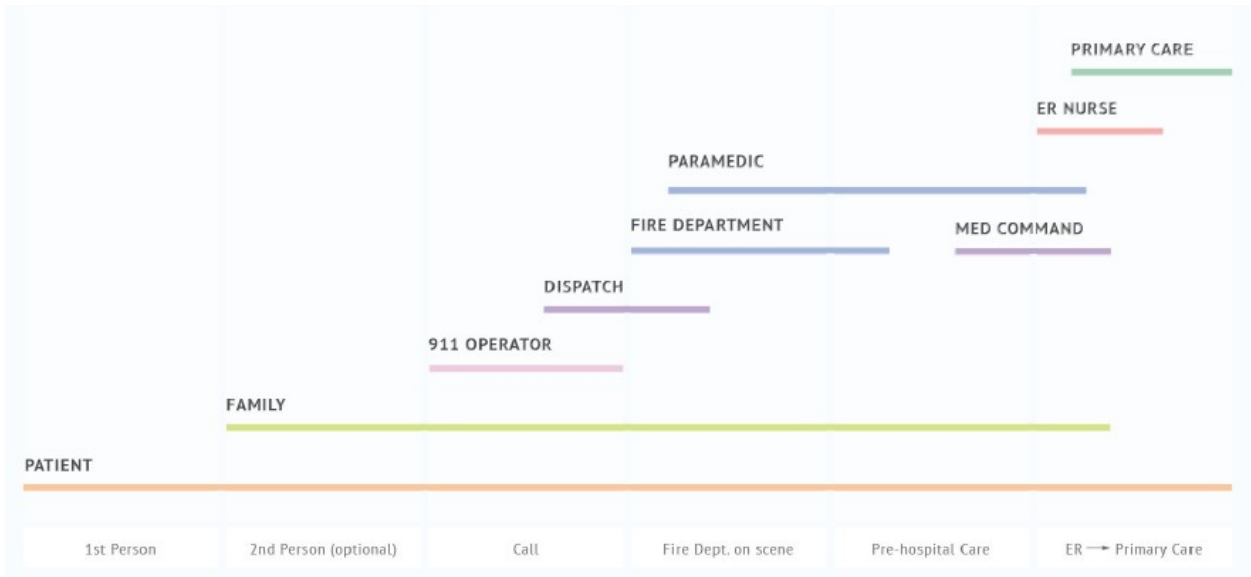 PRIMARY CARE
ER NURSE
PARAMEDIC
FIRE DEPARTMENT
MED COMMAND
DISPATCH
911 OPERATOR
FAMILY
PATIENT
1st Person
2nd Person (optional)
Call
Fire Dept. on scene
Pre-hospital Care
ER → Primary Care